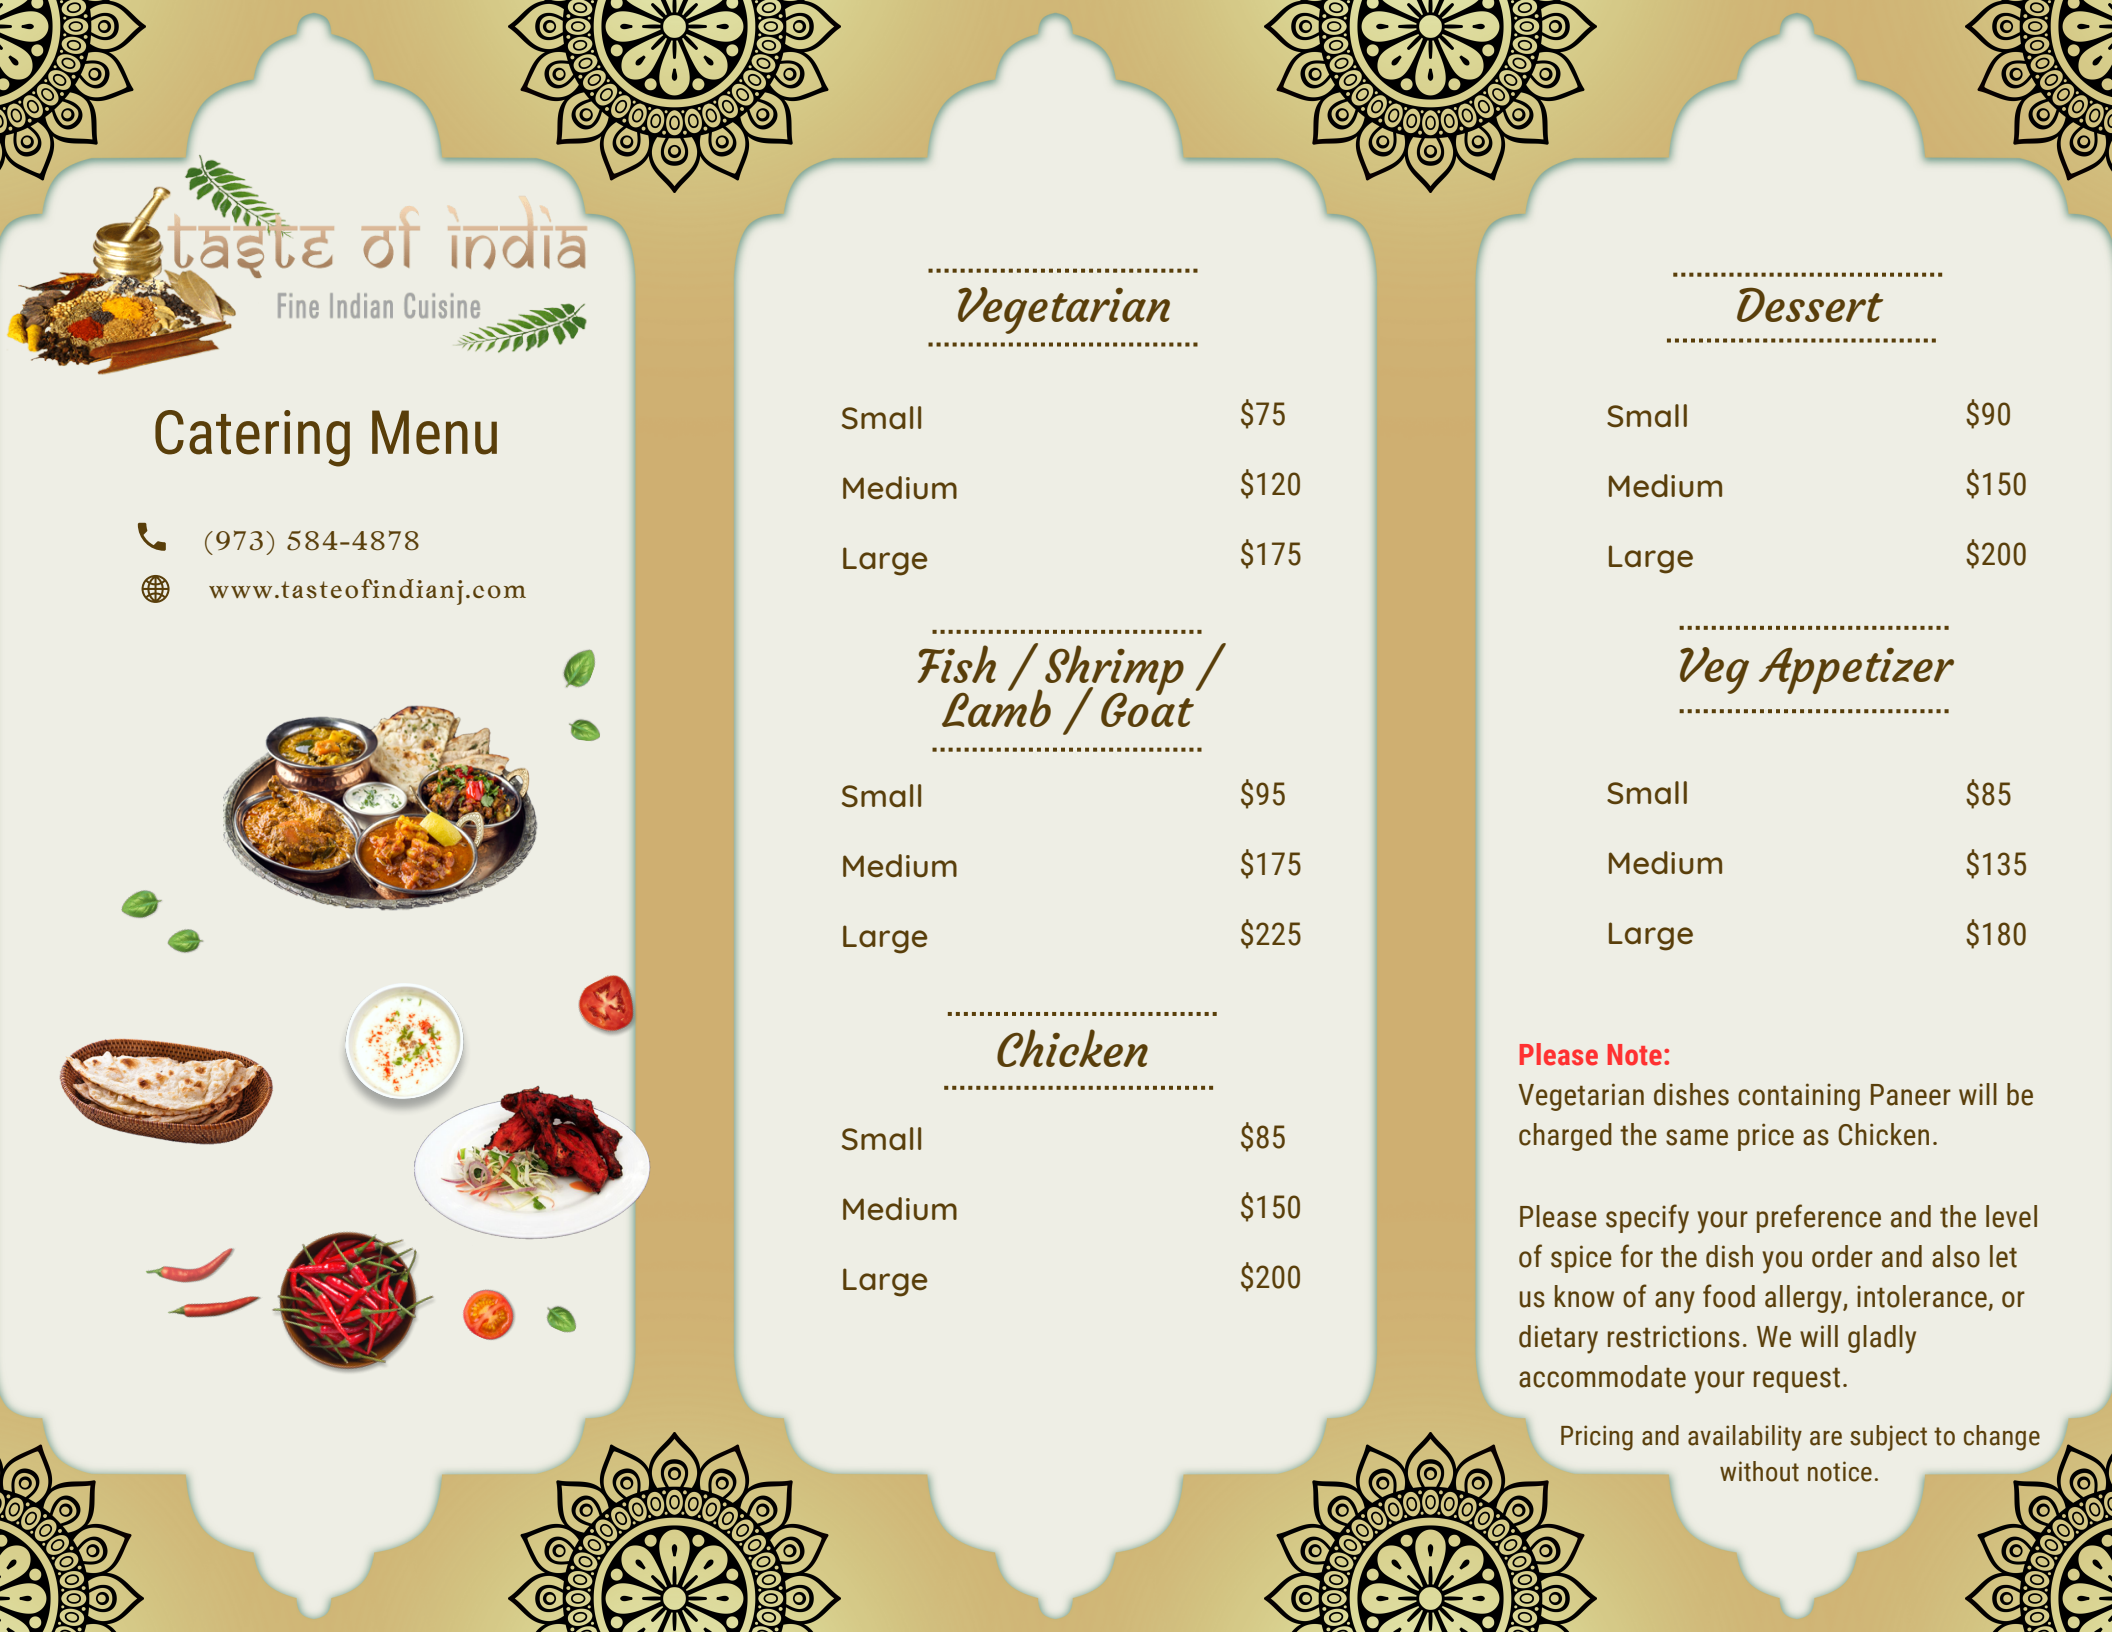 taste of india
Fine Indian Cuisine
Catering Menu
(973) 584-4878
www.tasteofindianj.com
Vegetarian
Small $75
Medium $120
Large $175
Fish / Shrimp /
Lamb / Goat
Small $95
Medium $175
Large $225
Chicken
Small $85
Medium $150
Large $200
Dessert
Small $90
Medium $150
Large $200
Veg Appetizer
Small $85
Medium $135
Large $180
Please Note:
Vegetarian dishes containing Paneer will be
charged the same price as Chicken.
Please specify your preference and the level
of spice for the dish you order and also let
us know of any food allergy, intolerance, or
dietary restrictions. We will gladly
accommodate your request.
Pricing and availability are subject to change
without notice.